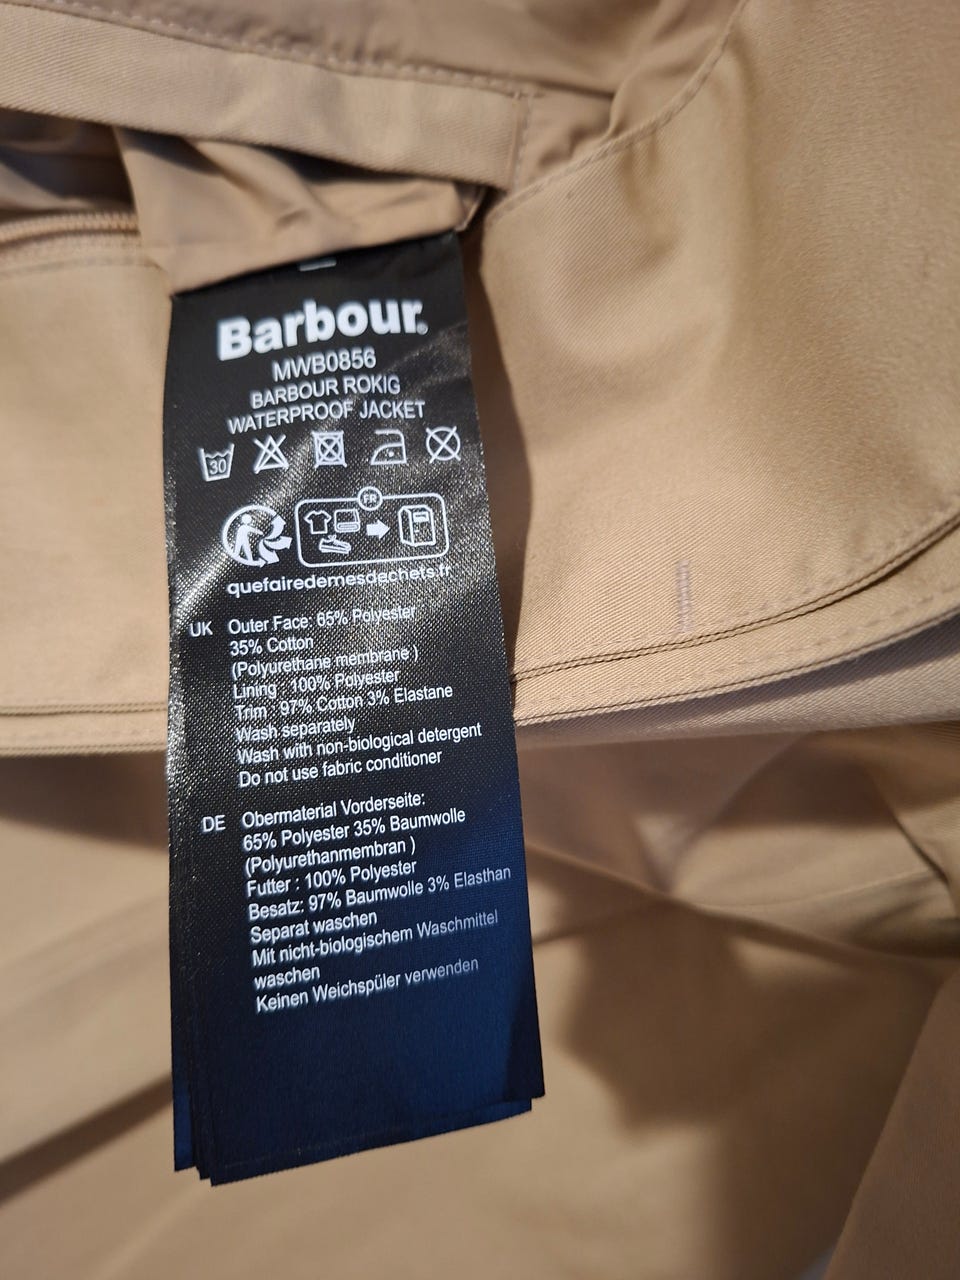 Barbour®
MWB0856
BARBOUR ROKIG
WATERPROOF JACKET
30
FR
quefairedemesdechets.fr
UK Outer Face: 65% Polyester
35% Cotton
(Polyurethane membrane )
Lining : 100% Polyester
Trim 97% Cotton 3% Elastane
Wash separately
Wash with non-biological detergent
Do not use fabric conditioner
DE Obermaterial Vorderseite:
65% Polyester 35% Baumwolle
(Polyurethanmembran )
Futter : 100% Polyester
Besatz: 97% Baumwolle 3% Elasthan
Separat waschen
Mit nicht-biologischem Waschmittel
waschen
Keinen Weichspüler verwenden